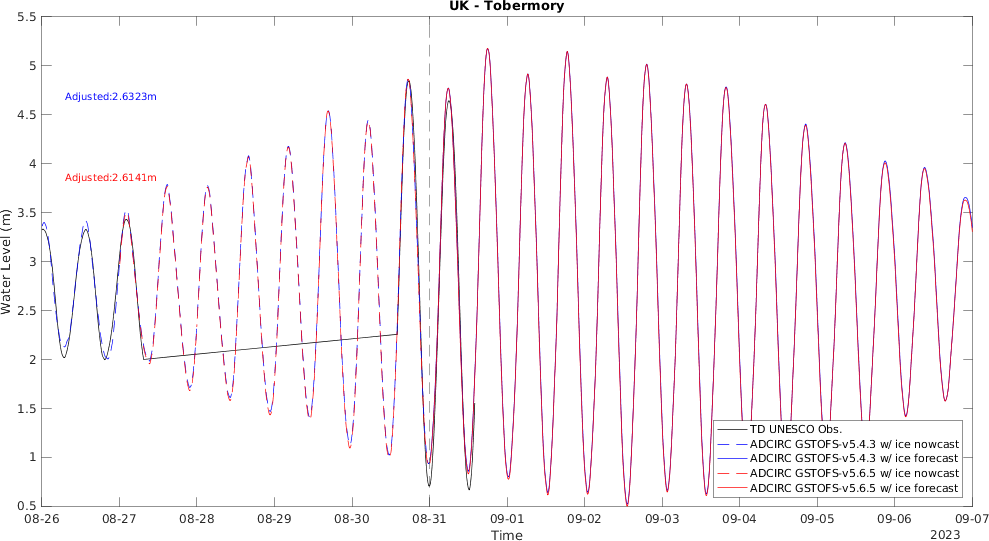 UK - Tobermory
5.5
5
4.5
4
3.5
3
2.5
2
1.5
1
0.5
Water Level (m)
Adjusted:2.6323m
Adjusted:2.6141m
TD UNESCO Obs.
ADCIRC GSTOFS-v5.4.3 w/ ice nowcast
ADCIRC GSTOFS-v5.4.3 w/ ice forecast
ADCIRC GSTOFS-v5.6.5 w/ ice nowcast
ADCIRC GSTOFS-v5.6.5 w/ ice forecast
08-26 08-27 08-28 08-29 08-30 08-31 09-01 09-02 09-03 09-04 09-05 09-06 09-07
Time
2023